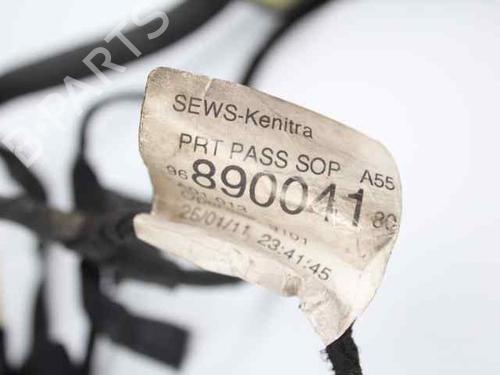 SEWS-Kenitra
PRT PASS SOP A55
96 890041 80
25/01/11 23:41:45
B-PARTS